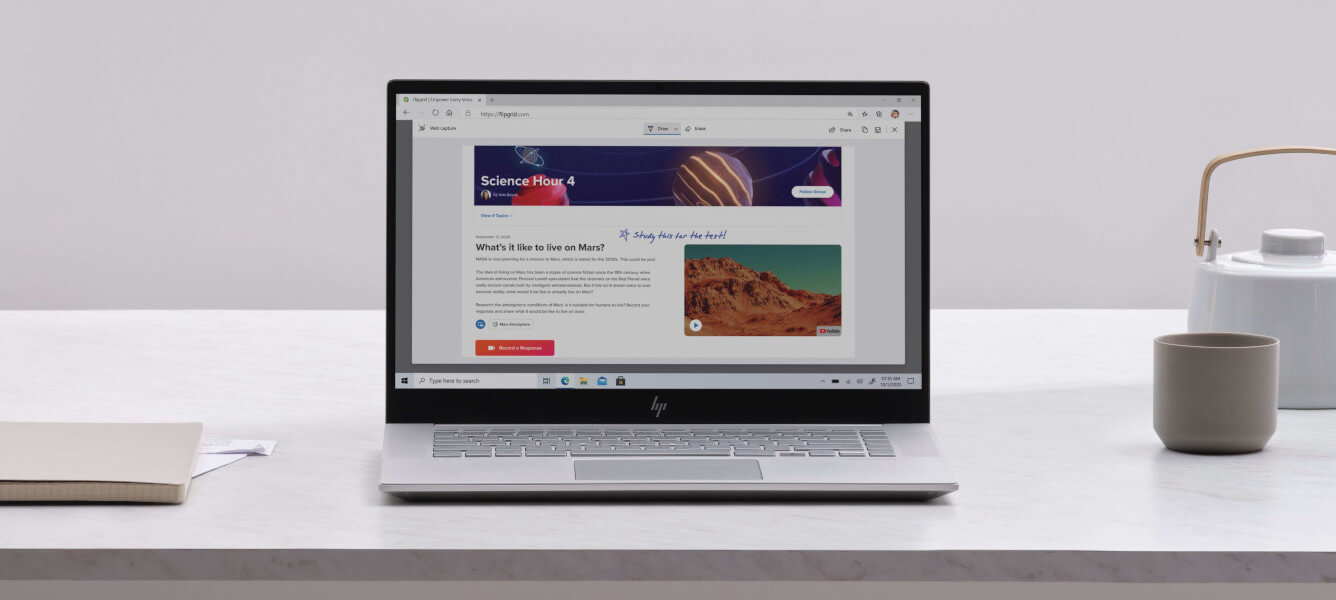 Flipgrid | Empower Every Voice
https://flipgrid.com
Web capture
Draw
Erase
Share
Science Hour 4
Follow Group
View 4 Topics
Study this for the test!
September 15, 2020
What's it like to live on Mars?
NASA is now planning for a mission to Mars, which is slated for the 2030s. This could be you!
The idea of living on Mars has been a staple of science fiction since the 19th century, when
American astronomer Percival Lowell speculated that the channels on the Red Planet were
really ancient canals built by intelligent extraterrestrials. But if this sci-fi dream were to ever
become reality, what would it be like to actually live on Mars?
Research the atmospheric conditions of Mars. Is it suitable for humans to live? Record your
response and share what it would be like to live on mars.
Mars Atmosphere
YouTube
Record a Response
Type here to search
10:10 AM
10/1/2020
hp